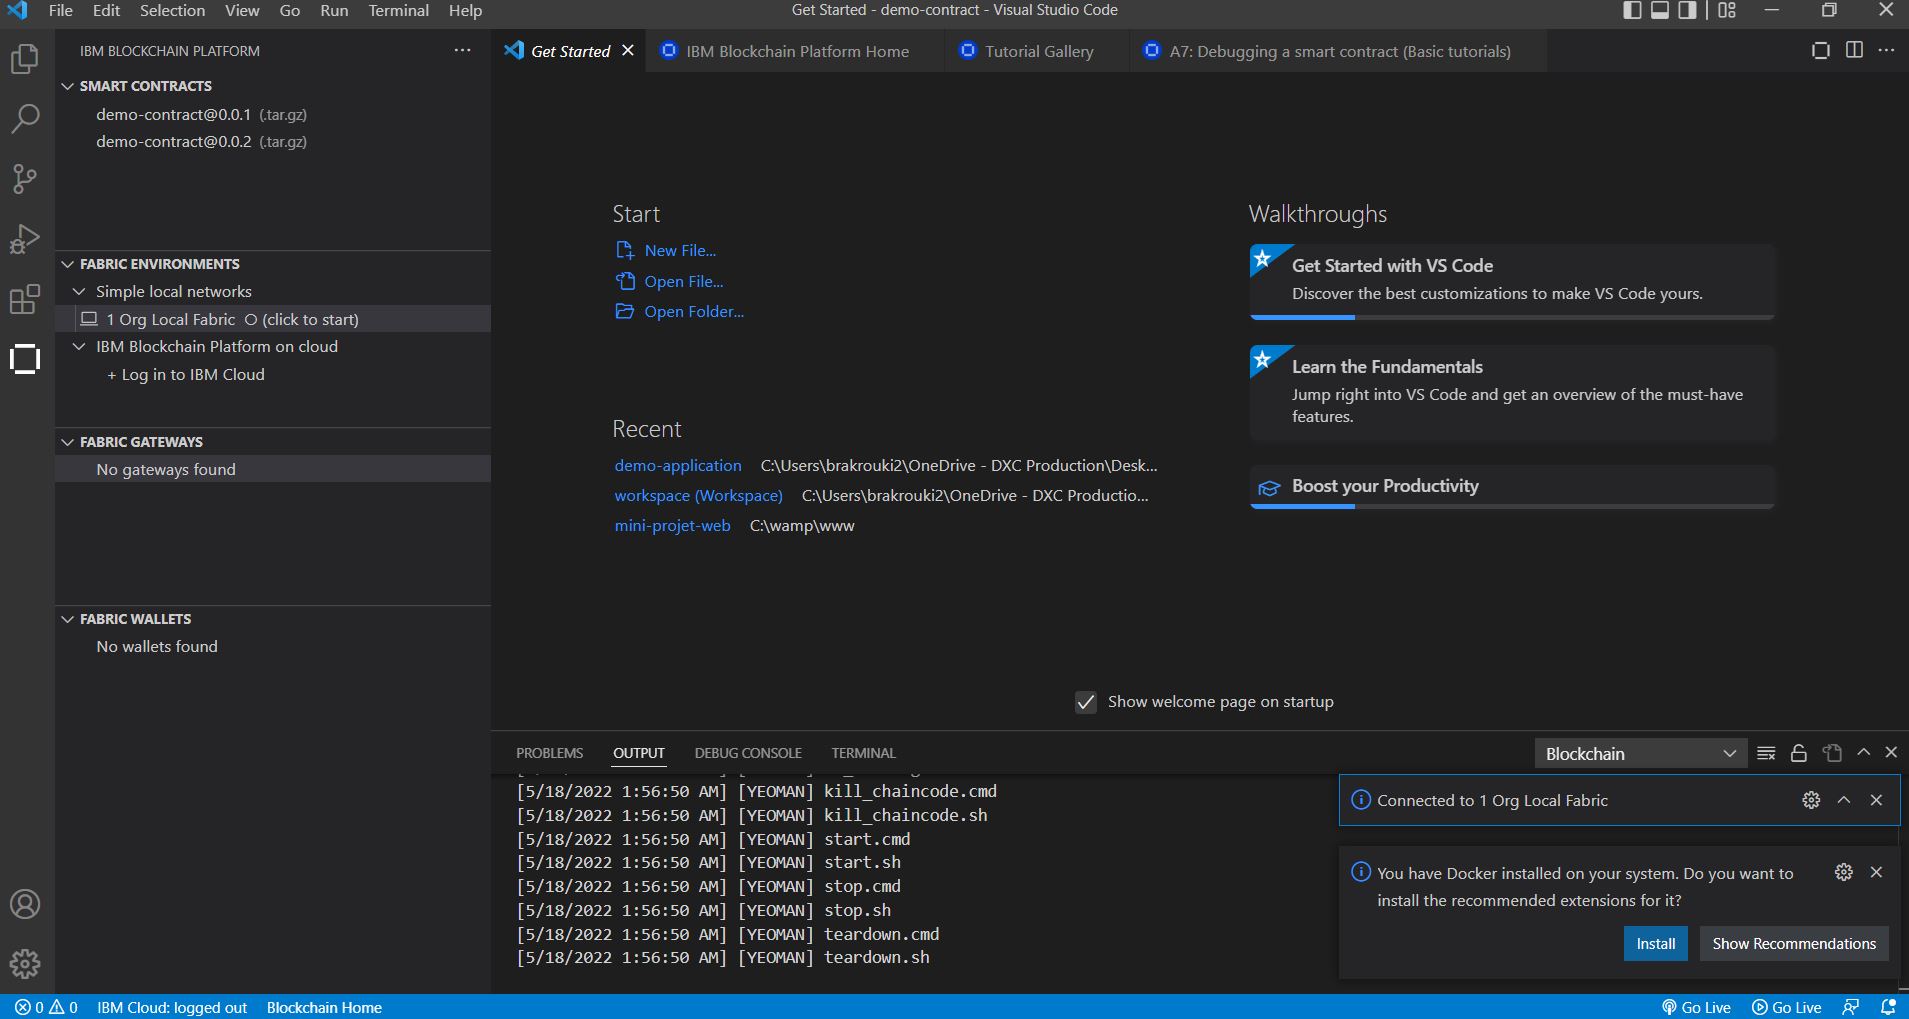 File Edit Selection View Go Run Terminal Help
Get Started - demo-contract - Visual Studio Code
IBM BLOCKCHAIN PLATFORM
SMART CONTRACTS
demo-contract@0.0.1 (.tar.gz)
demo-contract@0.0.2 (.tar.gz)
FABRIC ENVIRONMENTS
Simple local networks
1 Org Local Fabric ○ (click to start)
IBM Blockchain Platform on cloud
+ Log in to IBM Cloud
FABRIC GATEWAYS
No gateways found
FABRIC WALLETS
No wallets found
Get Started
IBM Blockchain Platform Home
Tutorial Gallery
A7: Debugging a smart contract (Basic tutorials)
Start
New File...
Open File...
Open Folder...
Recent
demo-application C:\Users\brakrouki2\OneDrive - DXC Production\Desk...
workspace (Workspace) C:\Users\brakrouki2\OneDrive - DXC Productio...
mini-projet-web C:\wamp\www
Walkthroughs
Get Started with VS Code
Discover the best customizations to make VS Code yours.
Learn the Fundamentals
Jump right into VS Code and get an overview of the must-have
features.
Boost your Productivity
Show welcome page on startup
PROBLEMS OUTPUT DEBUG CONSOLE TERMINAL
Blockchain
[5/18/2022 1:56:50 AM] [YEOMAN] kill_chaincode.cmd
[5/18/2022 1:56:50 AM] [YEOMAN] kill_chaincode.sh
[5/18/2022 1:56:50 AM] [YEOMAN] start.cmd
[5/18/2022 1:56:50 AM] [YEOMAN] start.sh
[5/18/2022 1:56:50 AM] [YEOMAN] stop.cmd
[5/18/2022 1:56:50 AM] [YEOMAN] stop.sh
[5/18/2022 1:56:50 AM] [YEOMAN] teardown.cmd
[5/18/2022 1:56:50 AM] [YEOMAN] teardown.sh
Connected to 1 Org Local Fabric
You have Docker installed on your system. Do you want to
install the recommended extensions for it?
Install
Show Recommendations
0 0 IBM Cloud: logged out Blockchain Home
Go Live Go Live